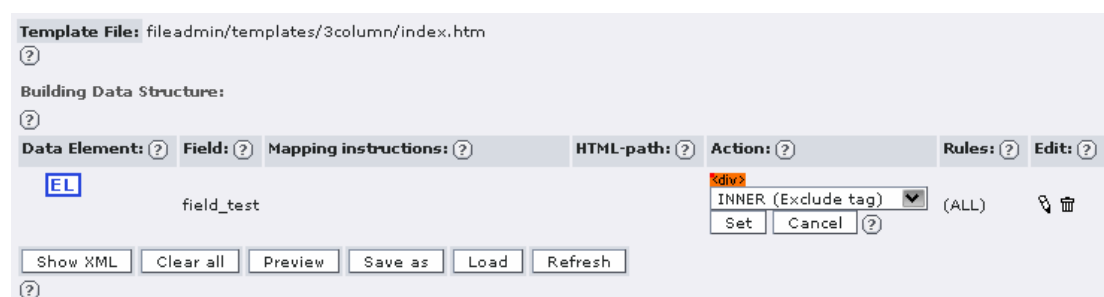 Template File: fileadmin/templates/3column/index.htm
?
Building Data Structure:
?
Data Element: ? Field: ? Mapping instructions: ? HTML-path: ? Action: ? Rules: ? Edit: ?
EL
<div>
field_test INNER (Exclude tag) (ALL)
Set Cancel ?
Show XML Clear all Preview Save as Load Refresh
?